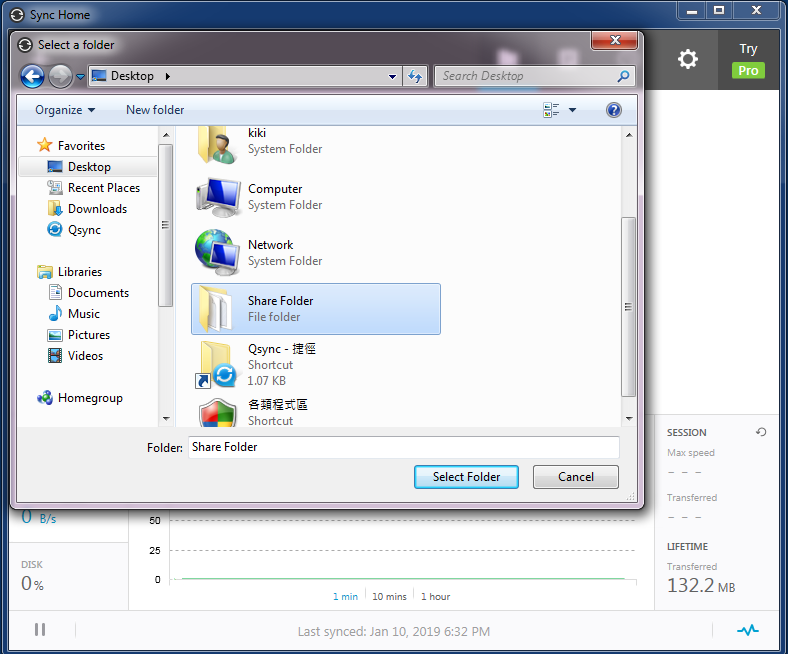 Sync Home
Try
Pro
Select a folder
Desktop
Search Desktop
Organize
New folder
Favorites
Desktop
Recent Places
Downloads
Qsync
Libraries
Documents
Music
Pictures
Videos
Homegroup
kiki
System Folder
Computer
System Folder
Network
System Folder
Share Folder
File folder
Qsync - 捷徑
Shortcut
1.07 KB
各類程式區
Shortcut
Folder: Share Folder
Select Folder
Cancel
0 B/s
DISK
0%
50
25
0
1 min
10 mins
1 hour
SESSION
Max speed
- - -
Transferred
- - -
LIFETIME
Transferred
132.2 MB
Last synced: Jan 10, 2019 6:32 PM